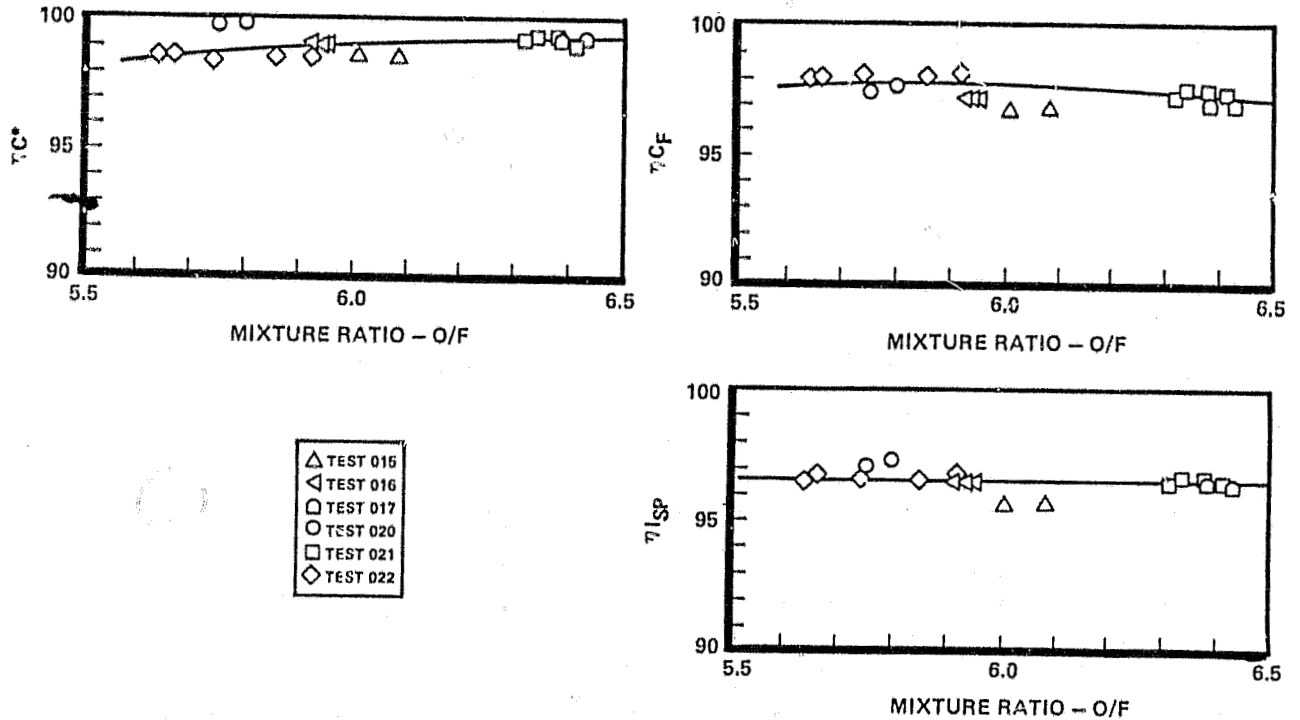 100
95
90
ηC*
5.5
6.0
6.5
MIXTURE RATIO – O/F
100
95
90
ηCF
5.5
6.0
6.5
MIXTURE RATIO – O/F
TEST 015
TEST 016
TEST 017
TEST 020
TEST 021
TEST 022
100
95
90
ηISP
5.5
6.0
6.5
MIXTURE RATIO – O/F